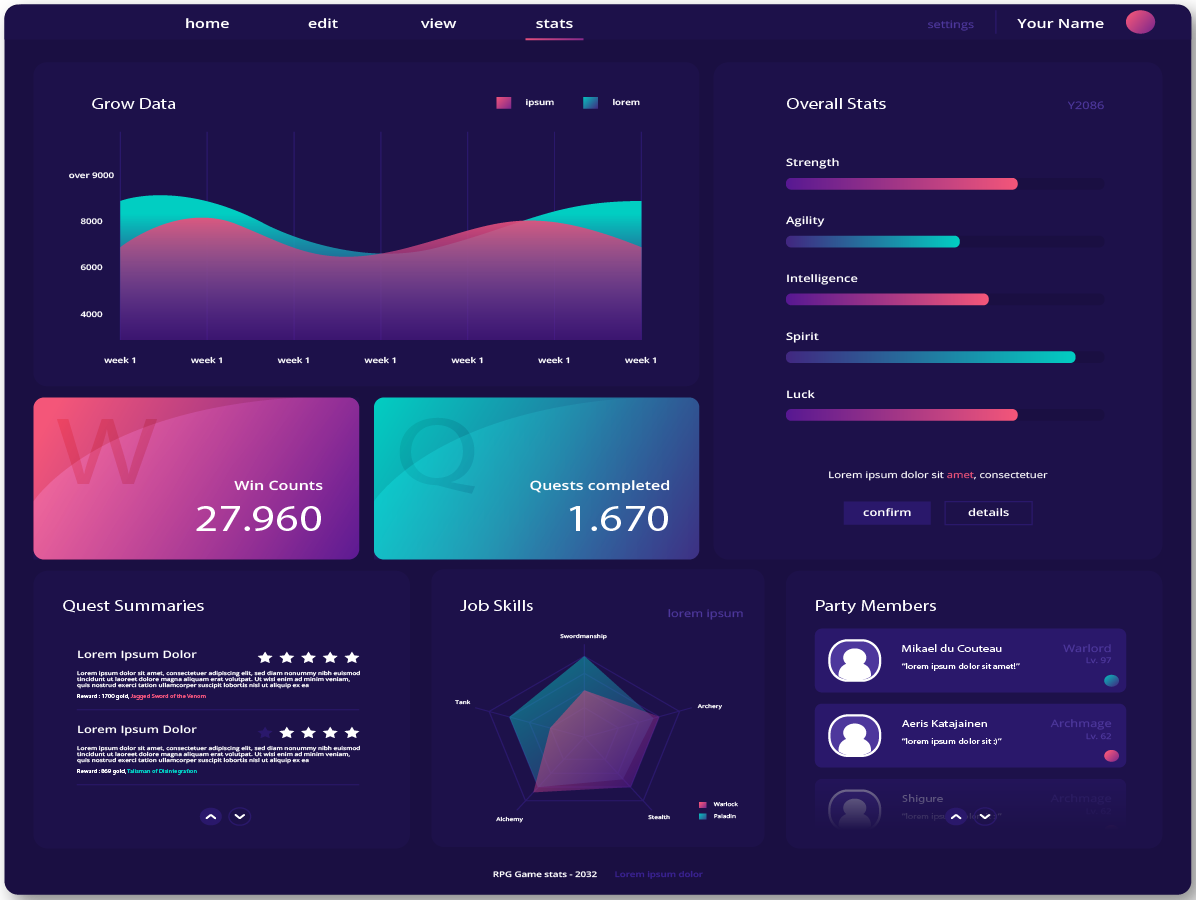 home edit view stats settings Your Name
Grow Data
ipsum lorem
over 9000
8000
6000
4000
week 1 week 1 week 1 week 1 week 1 week 1 week 1
Overall Stats Y2086
Strength
Agility
Intelligence
Spirit
Luck
Lorem ipsum dolor sit amet, consectetuer
confirm details
W
Win Counts
27.960
Q
Quests completed
1.670
Quest Summaries
Lorem Ipsum Dolor
Lorem ipsum dolor sit amet, consectetuer adipiscing elit, sed diam nonummy nibh euismod
tincidunt ut laoreet dolore magna aliquam erat volutpat. Ut wisi enim ad minim veniam,
quis nostrud exerci tation ullamcorper suscipit lobortis nisl ut aliquip ex ea
Reward : 1700 gold, Jagged Sword of the Venom
Lorem Ipsum Dolor
Lorem ipsum dolor sit amet, consectetuer adipiscing elit, sed diam nonummy nibh euismod
tincidunt ut laoreet dolore magna aliquam erat volutpat. Ut wisi enim ad minim veniam,
quis nostrud exerci tation ullamcorper suscipit lobortis nisl ut aliquip ex ea
Reward : 869 gold, Talisman of Disintegration
Job Skills
lorem ipsum
Swordmanship
Tank
Archery
Alchemy
Stealth
Warlock
Paladin
Party Members
Mikael du Couteau Warlord
Lv. 97
“lorem ipsum dolor sit amet!”
Aeris Katajainen Archmage
Lv. 62
“lorem ipsum dolor sit :)”
Shigure Archmage
“lorem
RPG Game stats - 2032 Lorem ipsum dolor